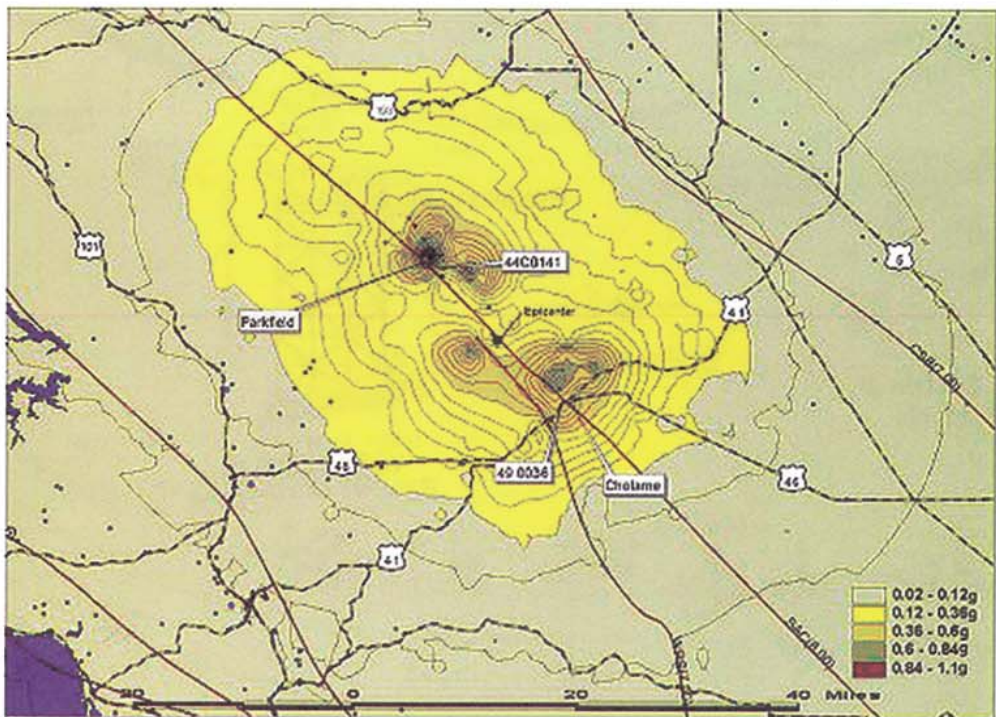 101
5
44C0141
41
Parkfield
Epicenter
46
49 0036
46
Cholame
41
0.02 - 0.12g
0.12 - 0.36g
0.36 - 0.6g
0.6 - 0.84g
0.84 - 1.1g
20 0 20 40 Miles